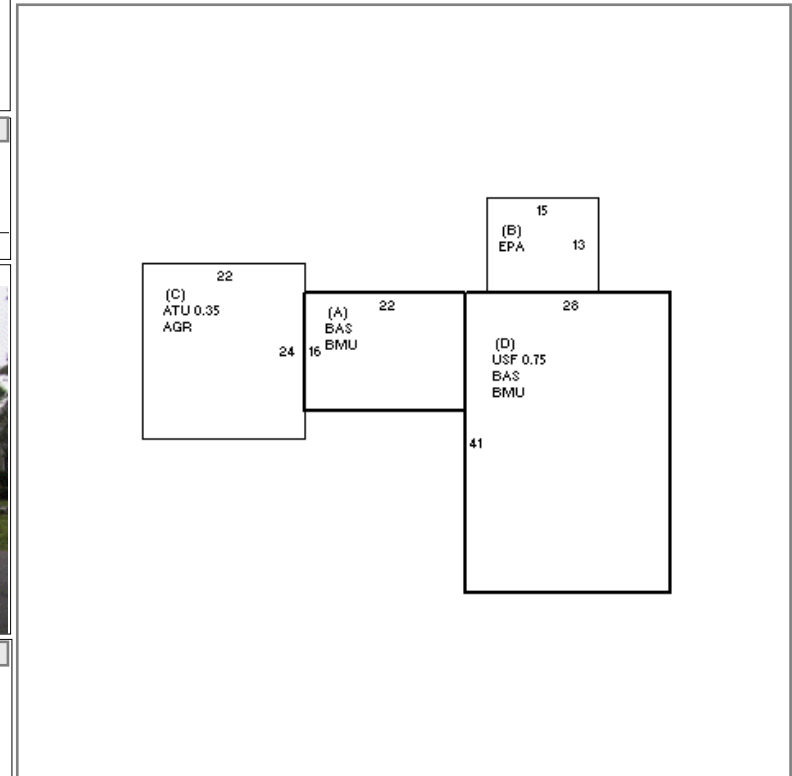 15
(B)
EPA
13
22
(C)
ATU 0.35
AGR
24
22
(A)
BAS
BMU
16
28
(D)
USF 0.75
BAS
BMU
41